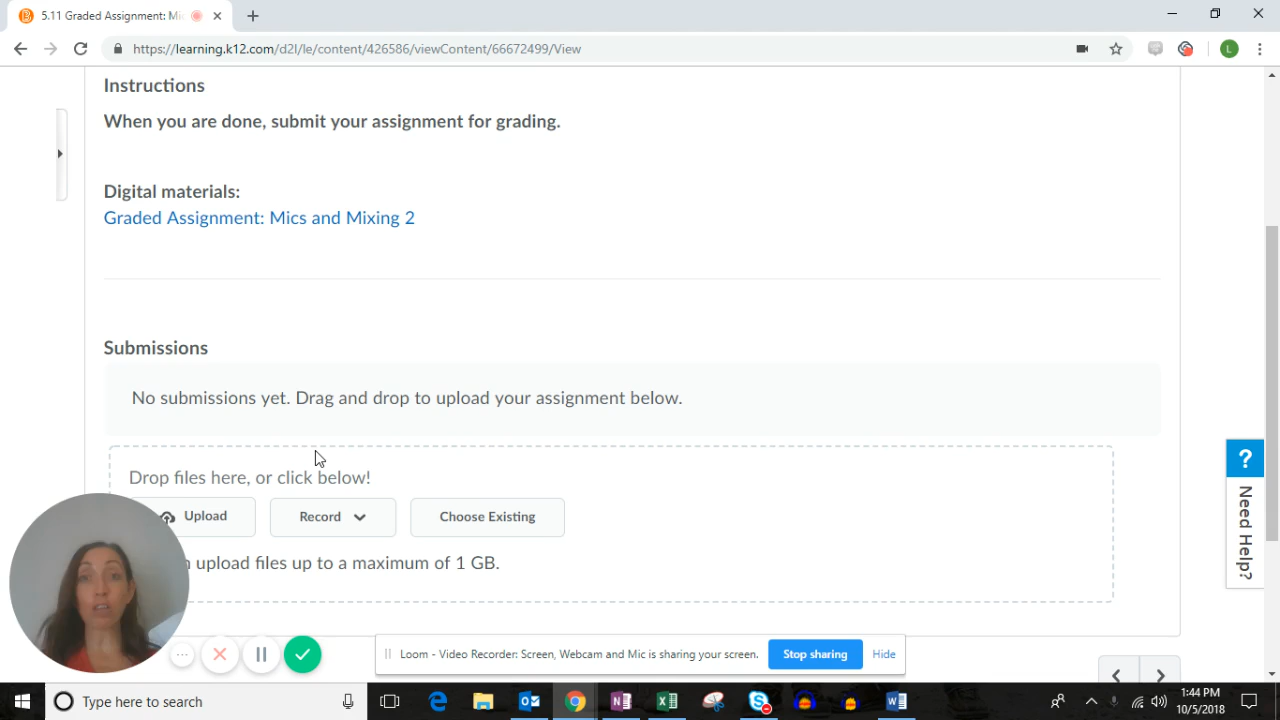 5.11 Graded Assignment: Mi
https://learning.k12.com/d2l/le/content/426586/viewContent/66672499/View
L
Instructions
When you are done, submit your assignment for grading.
Digital materials:
Graded Assignment: Mics and Mixing 2
Submissions
No submissions yet. Drag and drop to upload your assignment below.
Drop files here, or click below!
Upload
Record
Choose Existing
upload files up to a maximum of 1 GB.
? Need Help?
Loom - Video Recorder: Screen, Webcam and Mic is sharing your screen.
Stop sharing
Hide
Type here to search
1:44 PM
10/5/2018